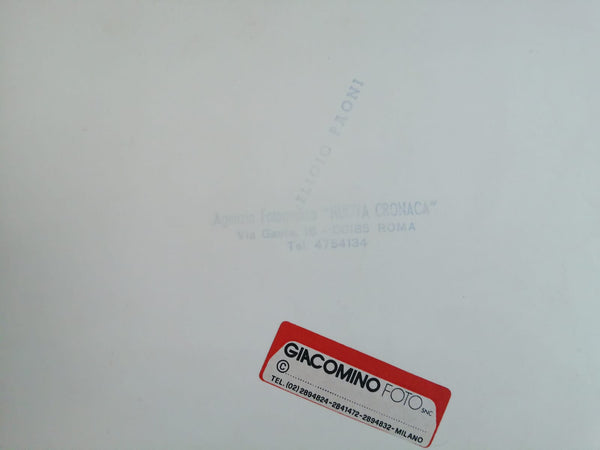 ELIGIO PAONI
Agenzia Fotografica "NUOVA CRONACA"
Via Gaeta, 16 - 00185 ROMA
Tel. 4754134
GIACOMINO FOTO SNC
©
TEL. (02) 2894824-2841472-2894832-MILANO